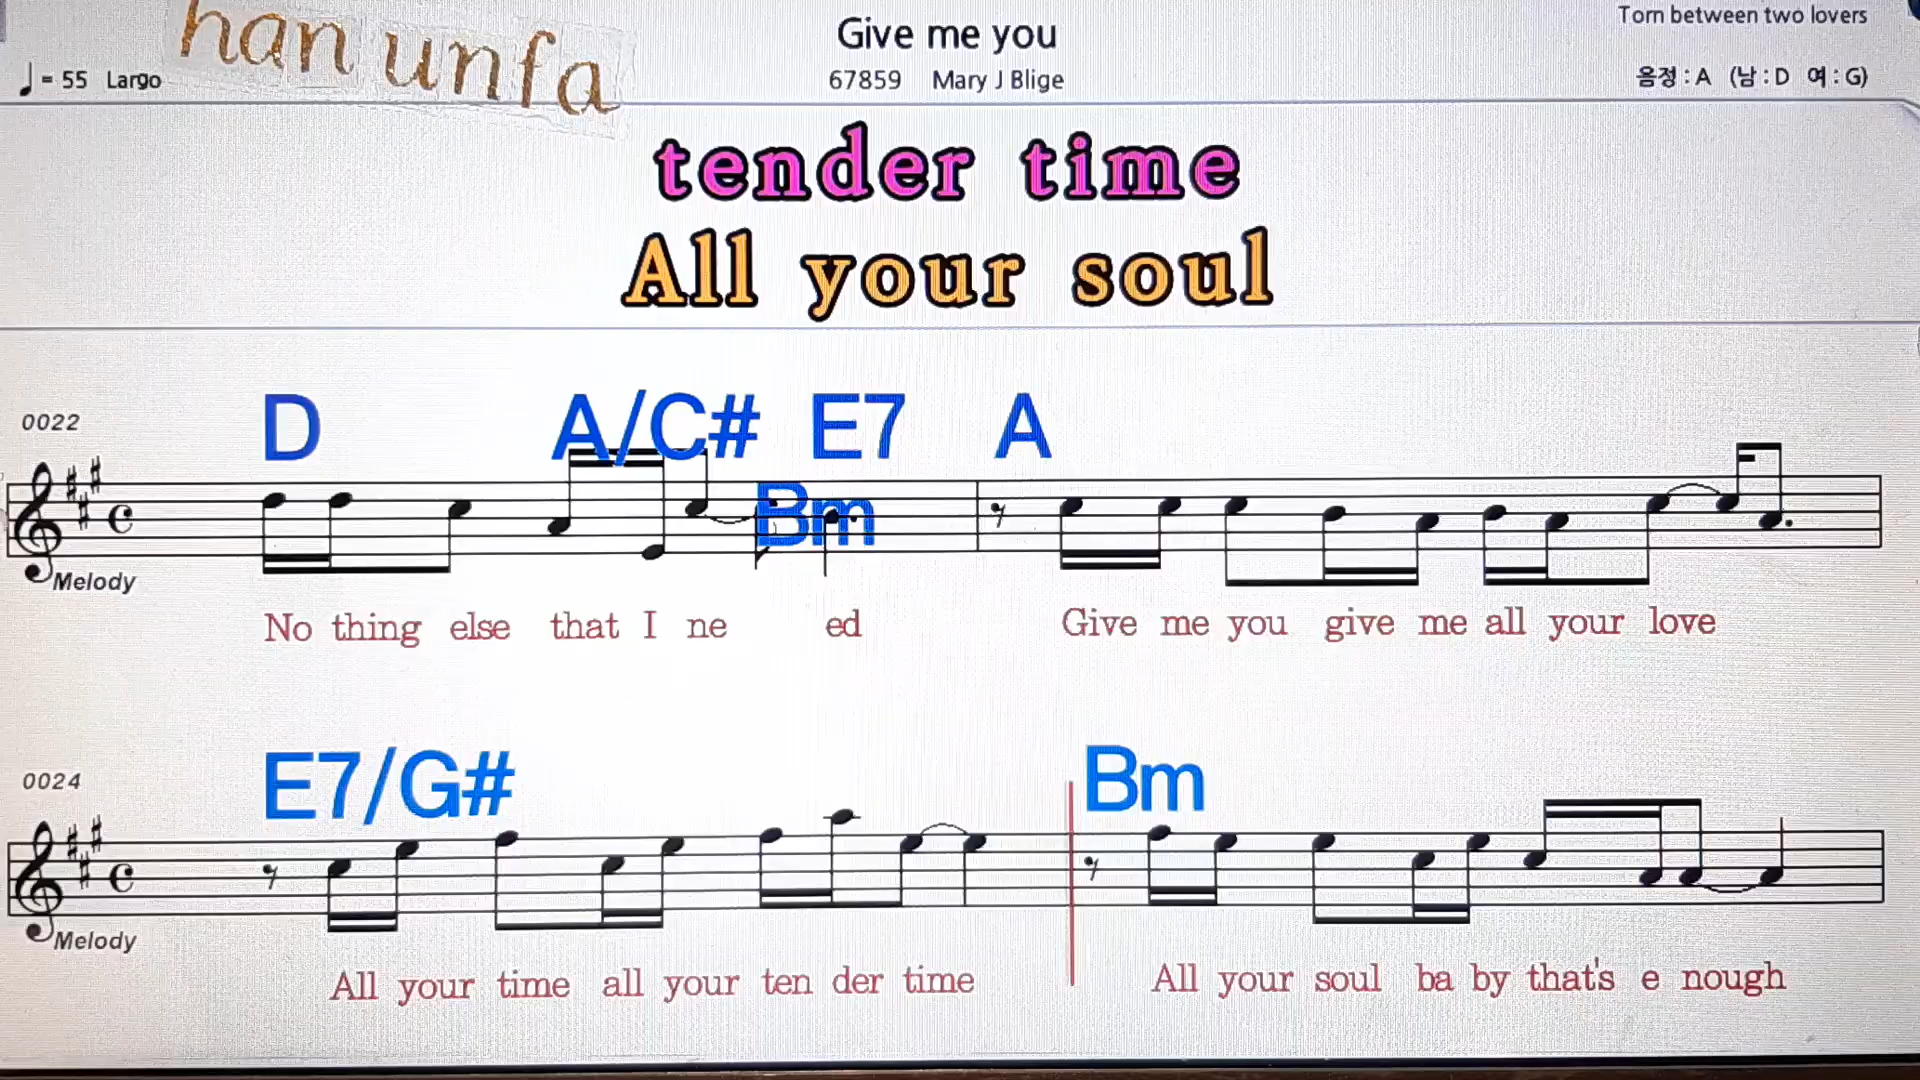 han unfa
Give me you
Torn between two lovers
♩ = 55 Largo
67859 Mary J Blige
음정 : A (남 : D 여 : G)
tender time
All your soul
0022
D A/C# Bm E7 A
Melody
No thing else that I ne ed Give me you give me all your love
0024
E7/G# Bm
Melody
All your time all your ten der time All your soul ba by that's e nough